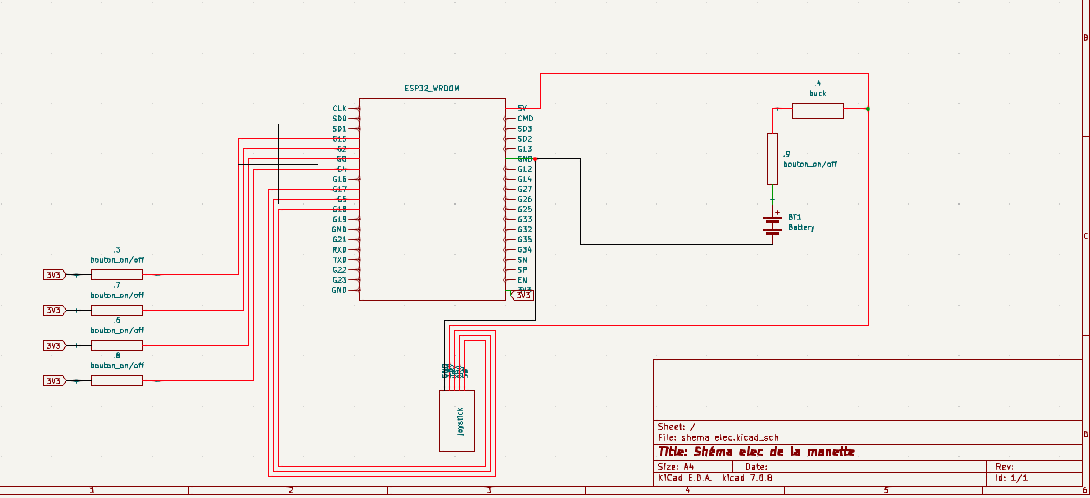 B
ESP32_WROOM
.4
buck
CLK
SD0
SD1
G15
G2
G0
G4
G16
G17
G5
G18
G19
GND
G21
RXD
TXD
G22
G23
GND
5V
CMD
SD3
SD2
G13
GND
G12
G14
G27
G26
G25
G33
G32
G35
G34
SN
SP
EN
3V3
3V3
.9
bouton_on/off
+
BT1
Battery
C
.3
bouton_on/off
3V3
.7
bouton_on/off
3V3
.6
bouton_on/off
3V3
.8
bouton_on/off
3V3
GND
joystick
Sheet: /
File: shema elec.kicad_sch
Title: Shéma elec de la manette
Size: A4
Date:
Rev:
KiCad E.D.A. kicad 7.0.8
Id: 1/1
D
1
2
3
4
5
6